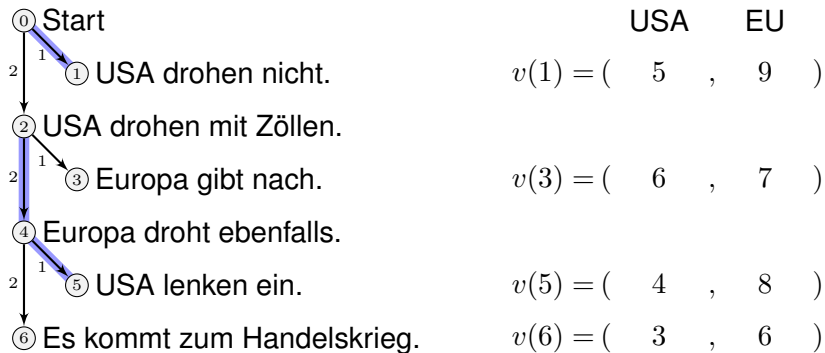 USA EU
0 Start
1
2
1 USA drohen nicht. v(1) = ( 5 , 9 )
2 USA drohen mit Zöllen.
1
2
3 Europa gibt nach. v(3) = ( 6 , 7 )
4 Europa droht ebenfalls.
1
2
5 USA lenken ein. v(5) = ( 4 , 8 )
6 Es kommt zum Handelskrieg. v(6) = ( 3 , 6 )